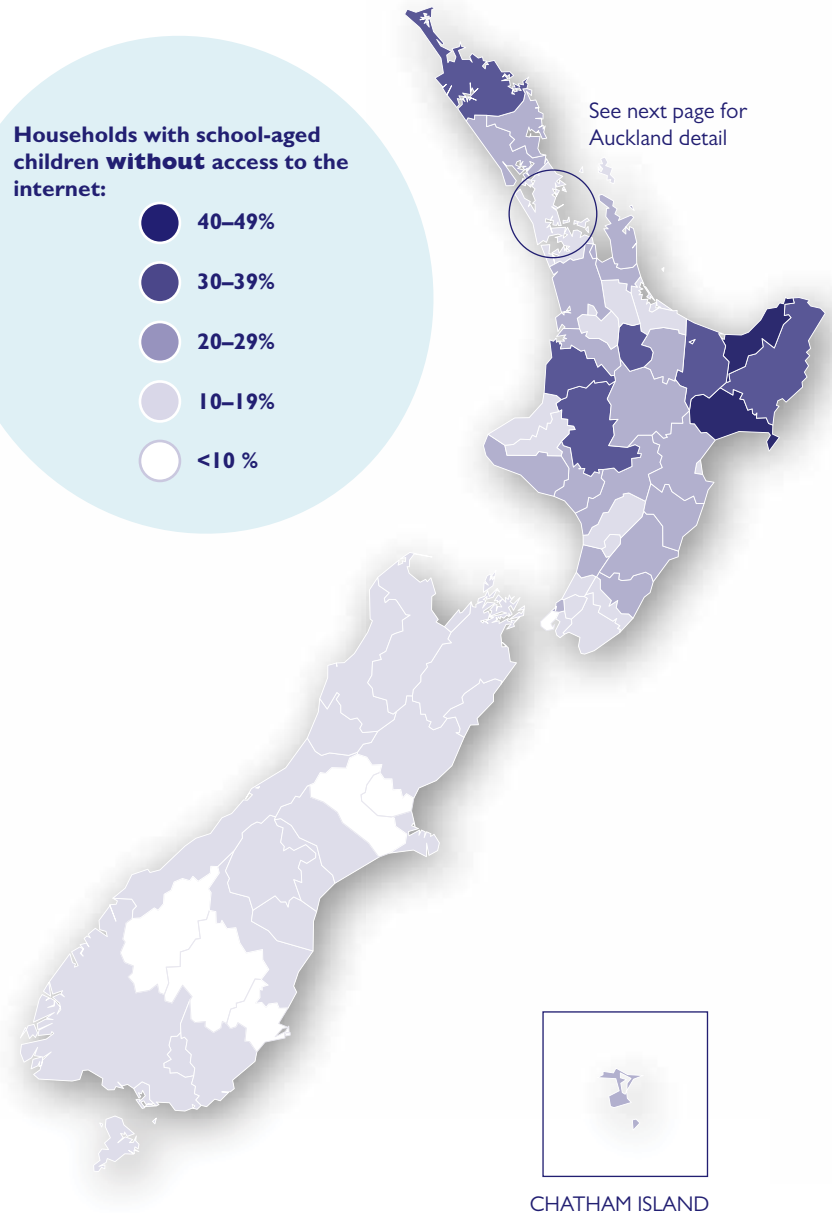 Households with school-aged
children without access to the
internet:
40–49%
30–39%
20–29%
10–19%
<10 %
See next page for
Auckland detail
CHATHAM ISLAND